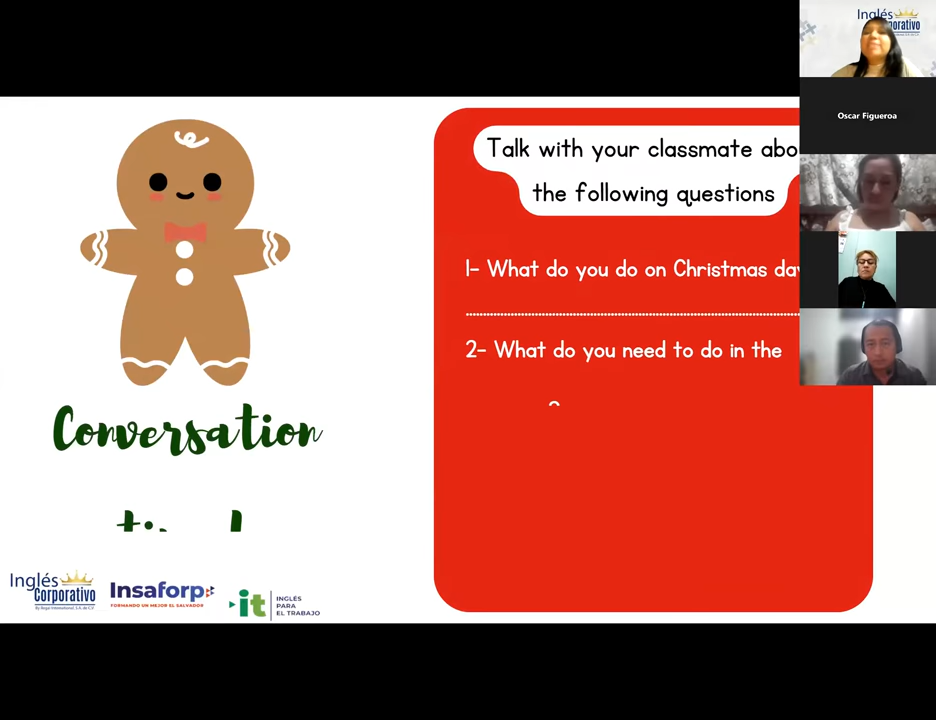 Talk with your classmate abo
the following questions
1- What do you do on Christmas day
2- What do you need to do in the
Conversation
Inglés
Corporativo
Insaforp
FORMANDO UN MEJOR EL SALVADOR
it
INGLÉS
PARA
EL TRABAJO
Inglés
orporativo
Oscar Figueroa